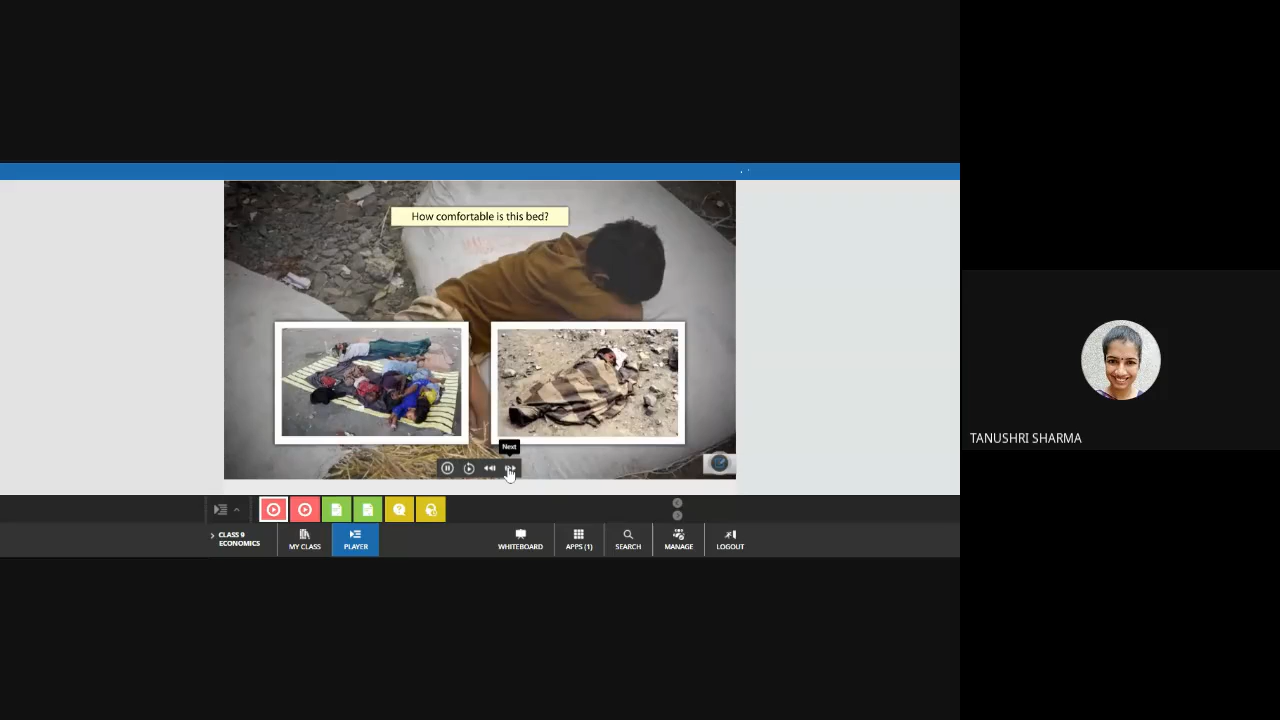 How comfortable is this bed?
Next
CLASS 9
ECONOMICS
MY CLASS
PLAYER
WHITEBOARD
APPS (1)
SEARCH
MANAGE
LOGOUT
TANUSHRI SHARMA